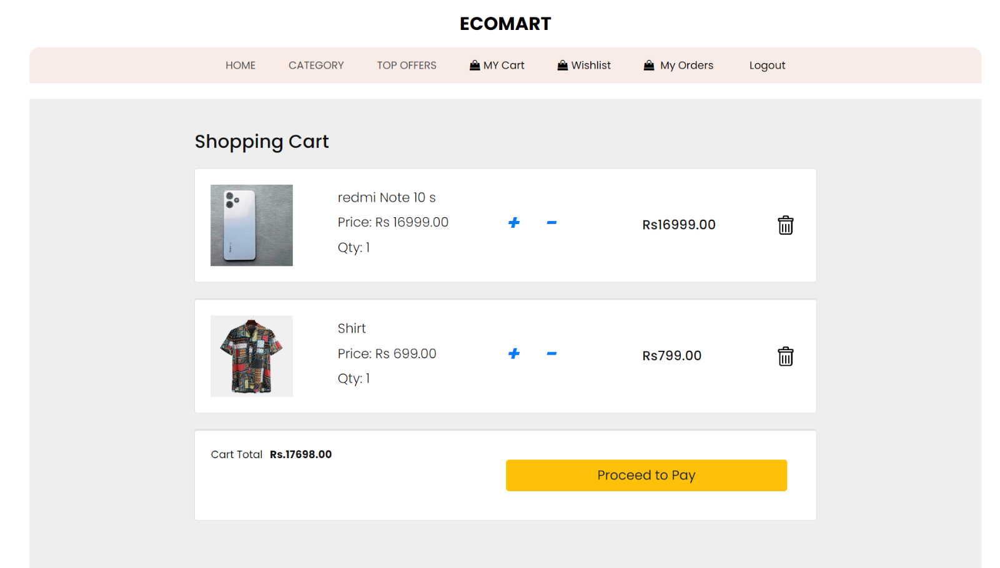 ECOMART
HOME CATEGORY TOP OFFERS MY Cart Wishlist My Orders Logout
Shopping Cart
redmi Note 10 s
Price: Rs 16999.00
Qty: 1
+ -
Rs16999.00
Shirt
Price: Rs 699.00
Qty: 1
+ -
Rs799.00
Cart Total Rs.17698.00
Proceed to Pay